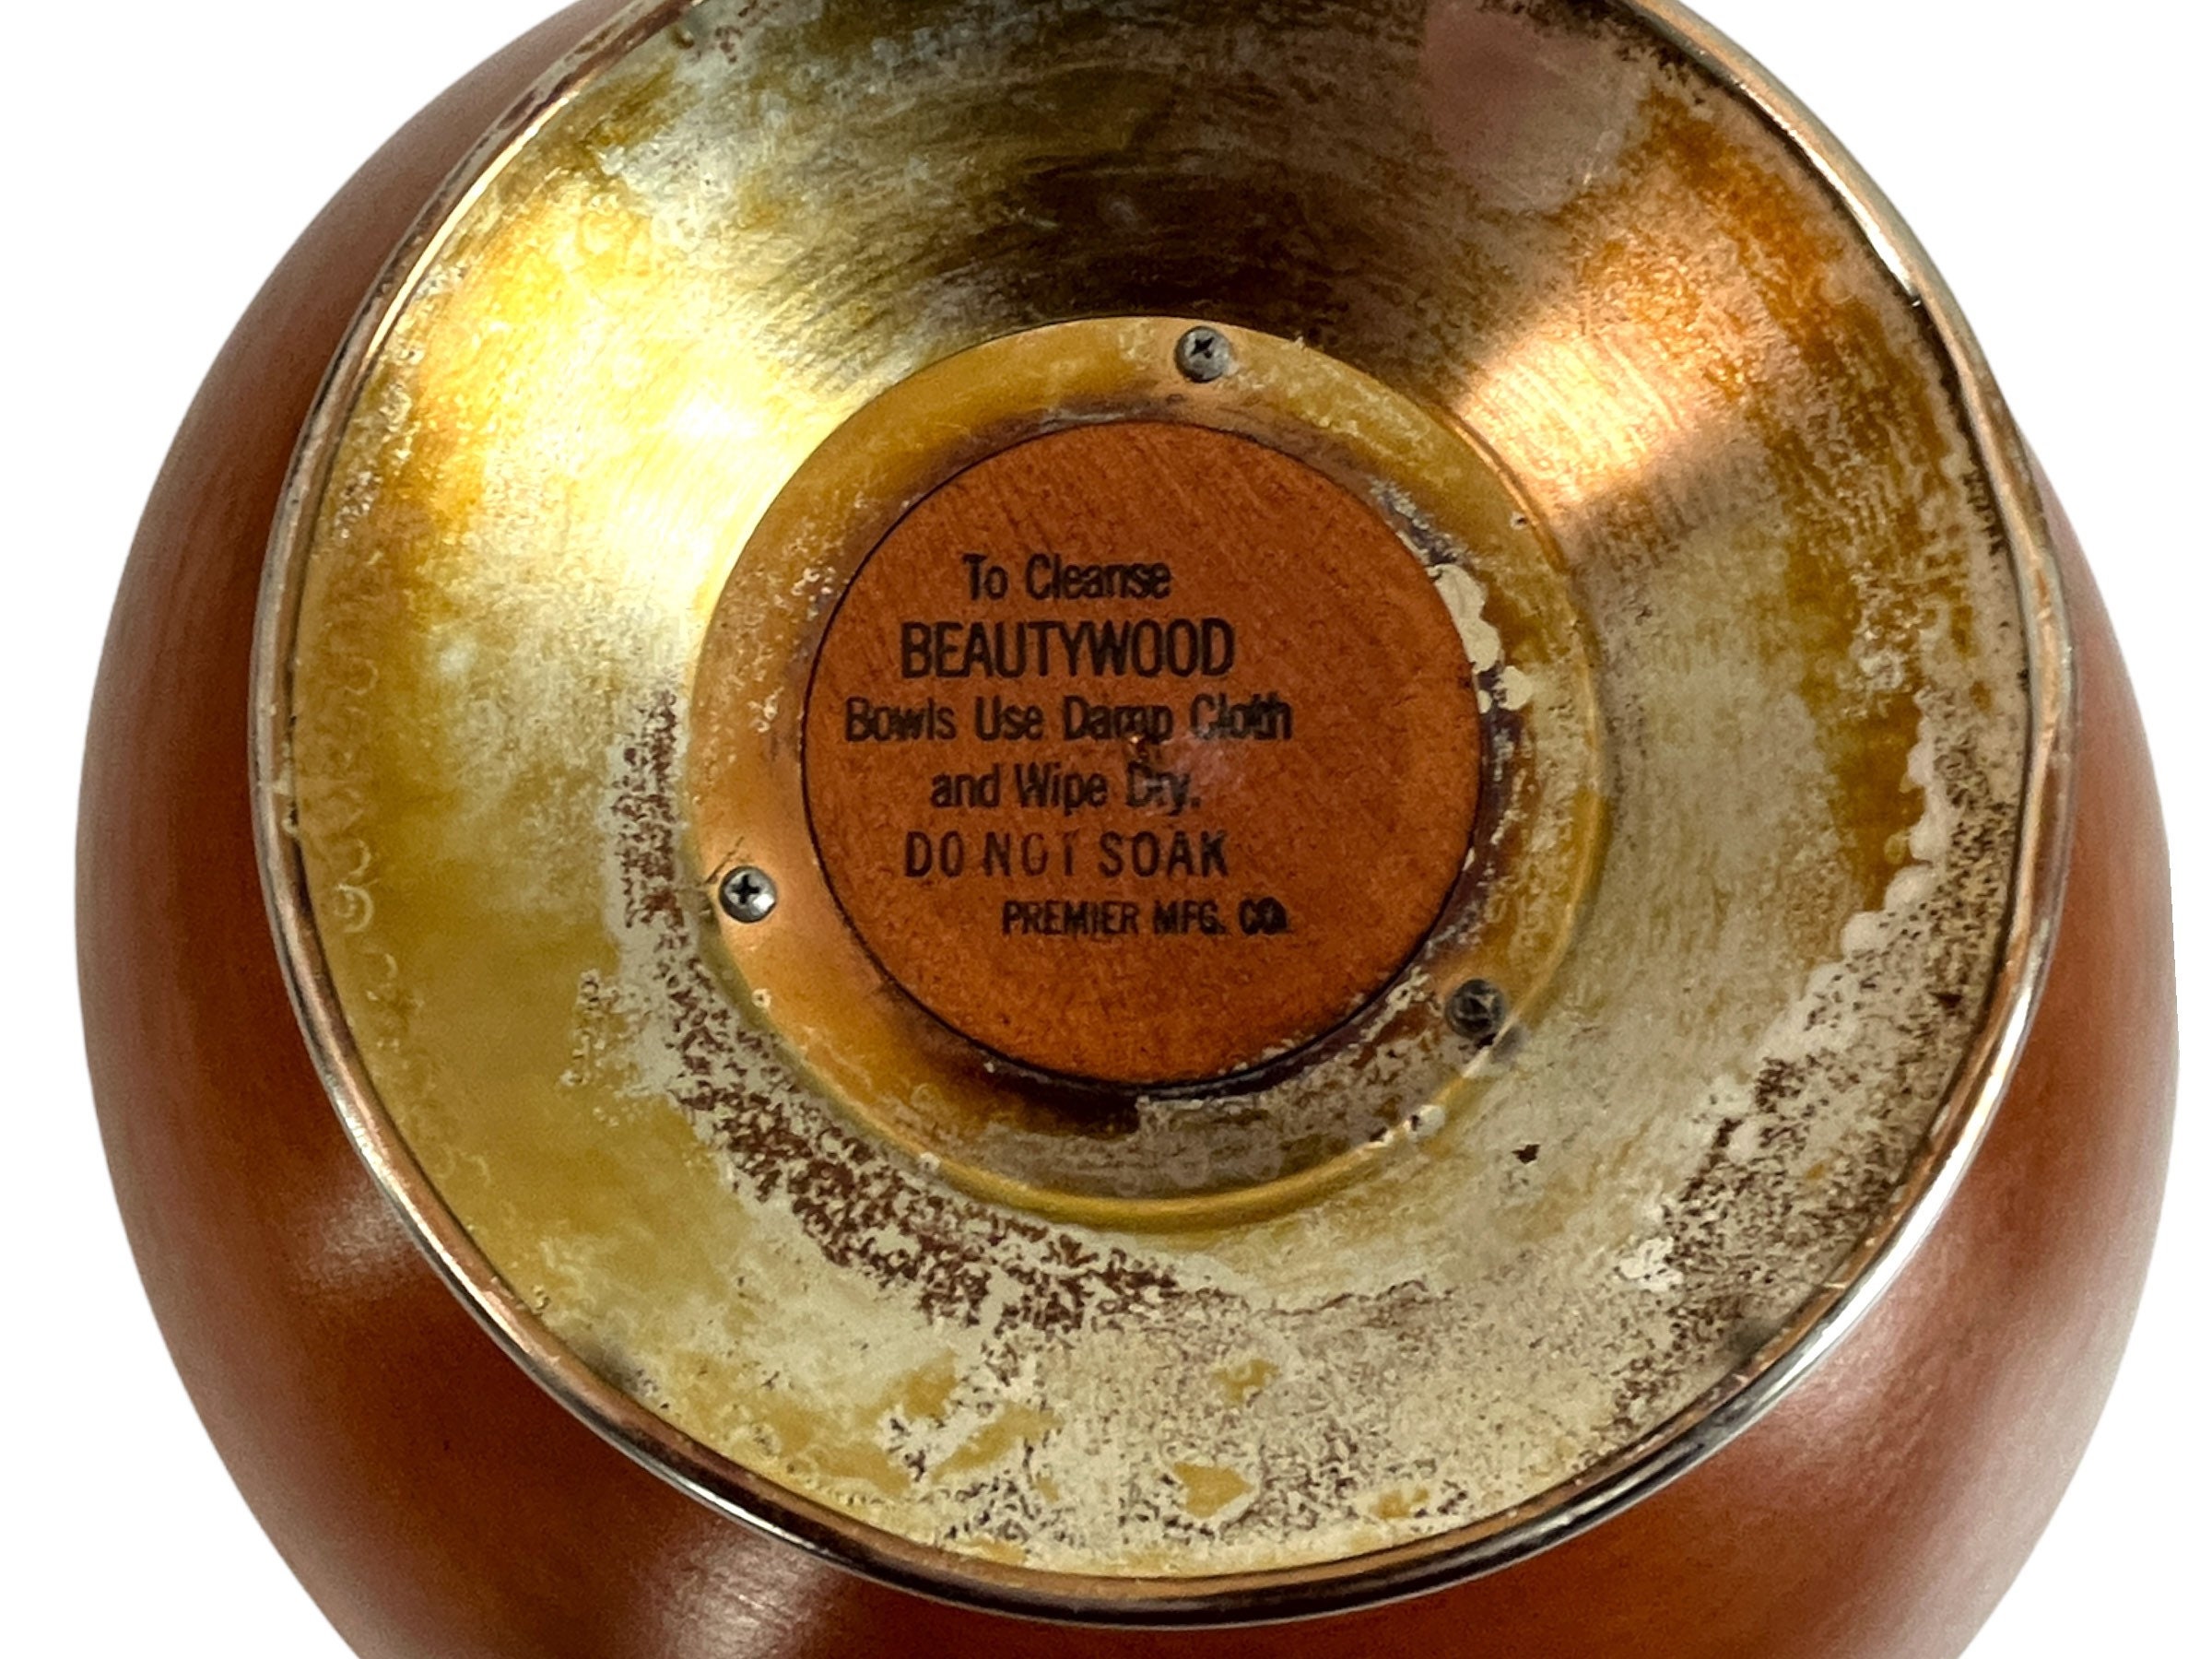 To Cleanse
BEAUTYWOOD
Bowls Use Damp Cloth
and Wipe Dry.
DO NOT SOAK
PREMIER MFG. CO.